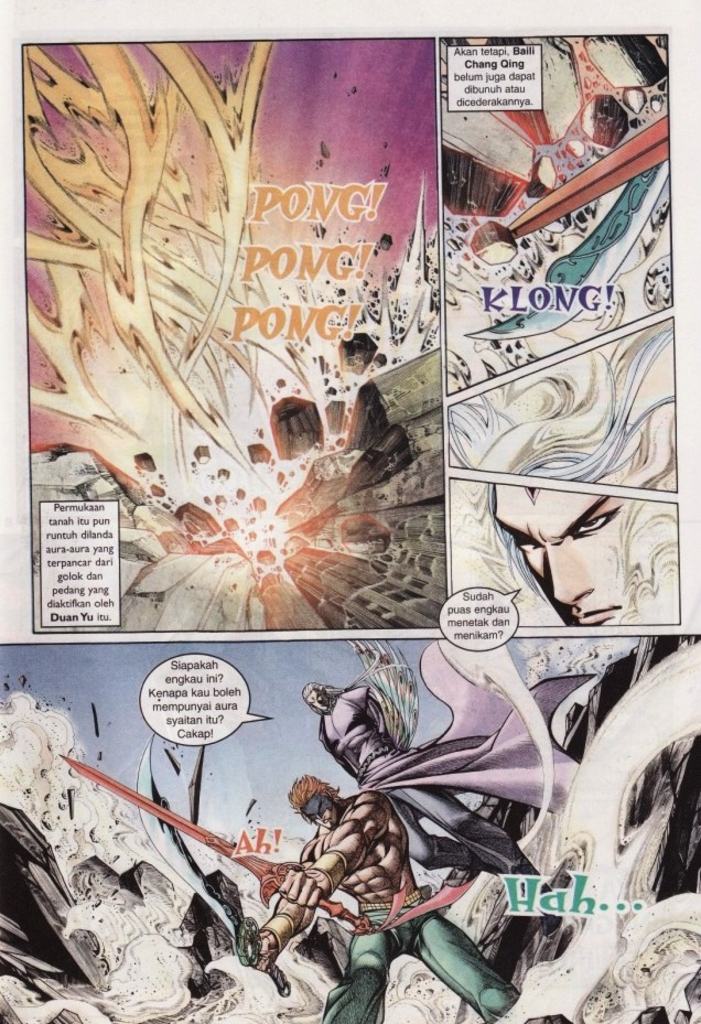 PONG!
PONG!
PONG!
Permukaan
tanah itu pun
runtuh dilanda
aura-aura yang
terpancar dari
golok dan
pedang yang
diaktifkan oleh
Duan Yu itu.
Akan tetapi, Baili
Chang Qing
belum juga dapat
dibunuh atau
dicederakannya.
KLONG!
Sudah
puas engkau
menetak dan
menikam?
Siapakah
engkau ini?
Kenapa kau boleh
mempunyai aura
syaitan itu?
Cakap!
Ah!
Hah...